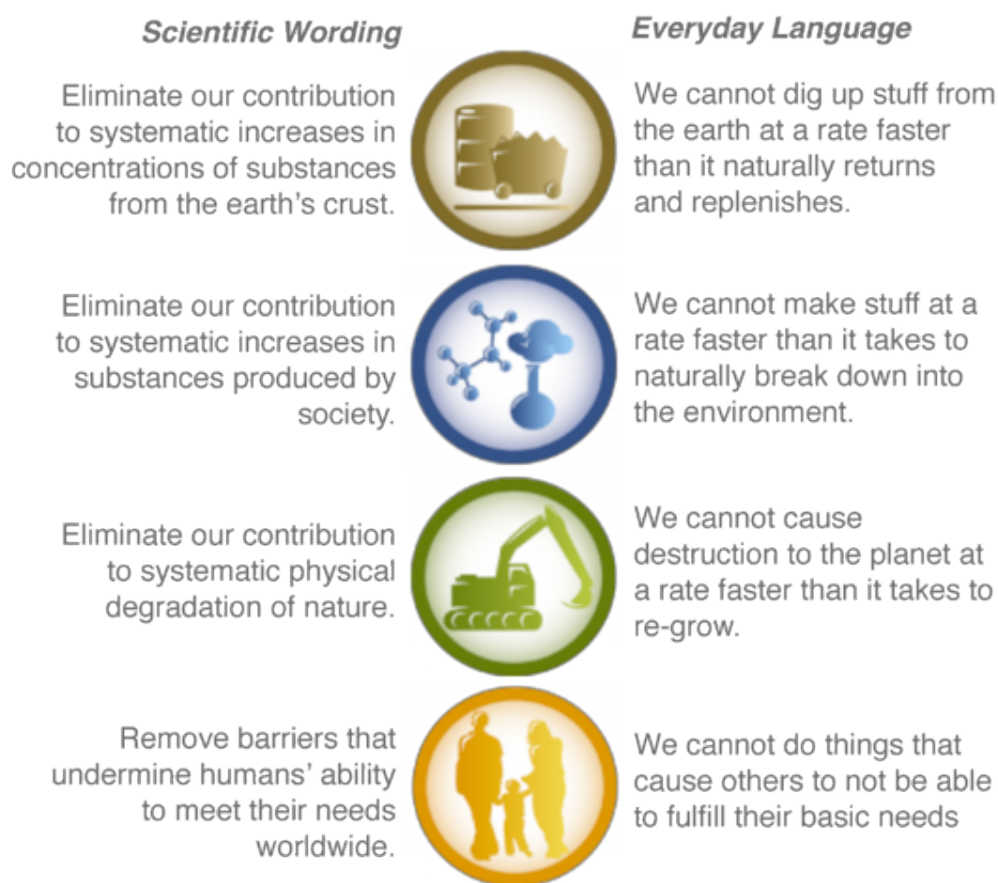 Scientific Wording
Everyday Language
Eliminate our contribution
to systematic increases in
concentrations of substances
from the earth's crust.
We cannot dig up stuff from
the earth at a rate faster
than it naturally returns
and replenishes.
Eliminate our contribution
to systematic increases in
substances produced by
society.
We cannot make stuff at a
rate faster than it takes to
naturally break down into
the environment.
Eliminate our contribution
to systematic physical
degradation of nature.
We cannot cause
destruction to the planet at
a rate faster than it takes to
re-grow.
Remove barriers that
undermine humans' ability
to meet their needs
worldwide.
We cannot do things that
cause others to not be able
to fulfill their basic needs